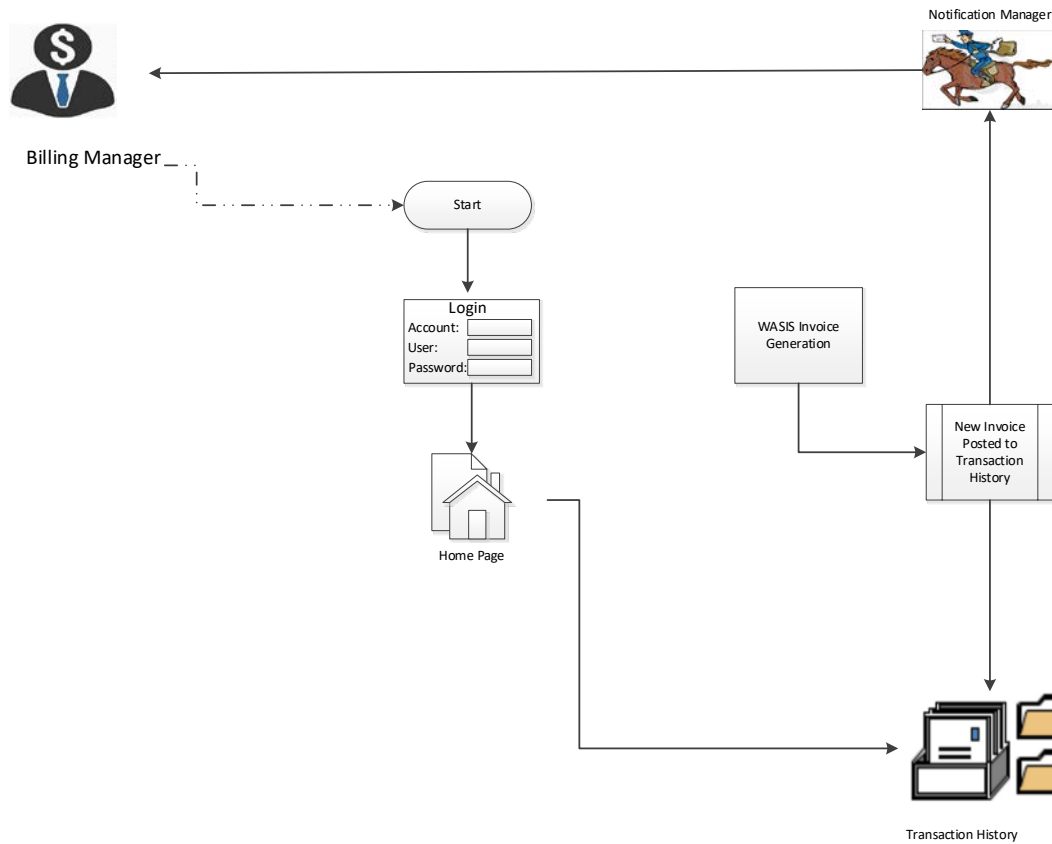 Notification Manager
$
Billing Manager
Start
Login
Account:
User:
Password:
WASIS Invoice
Generation
New Invoice
Posted to
Transaction
History
Home Page
Transaction History